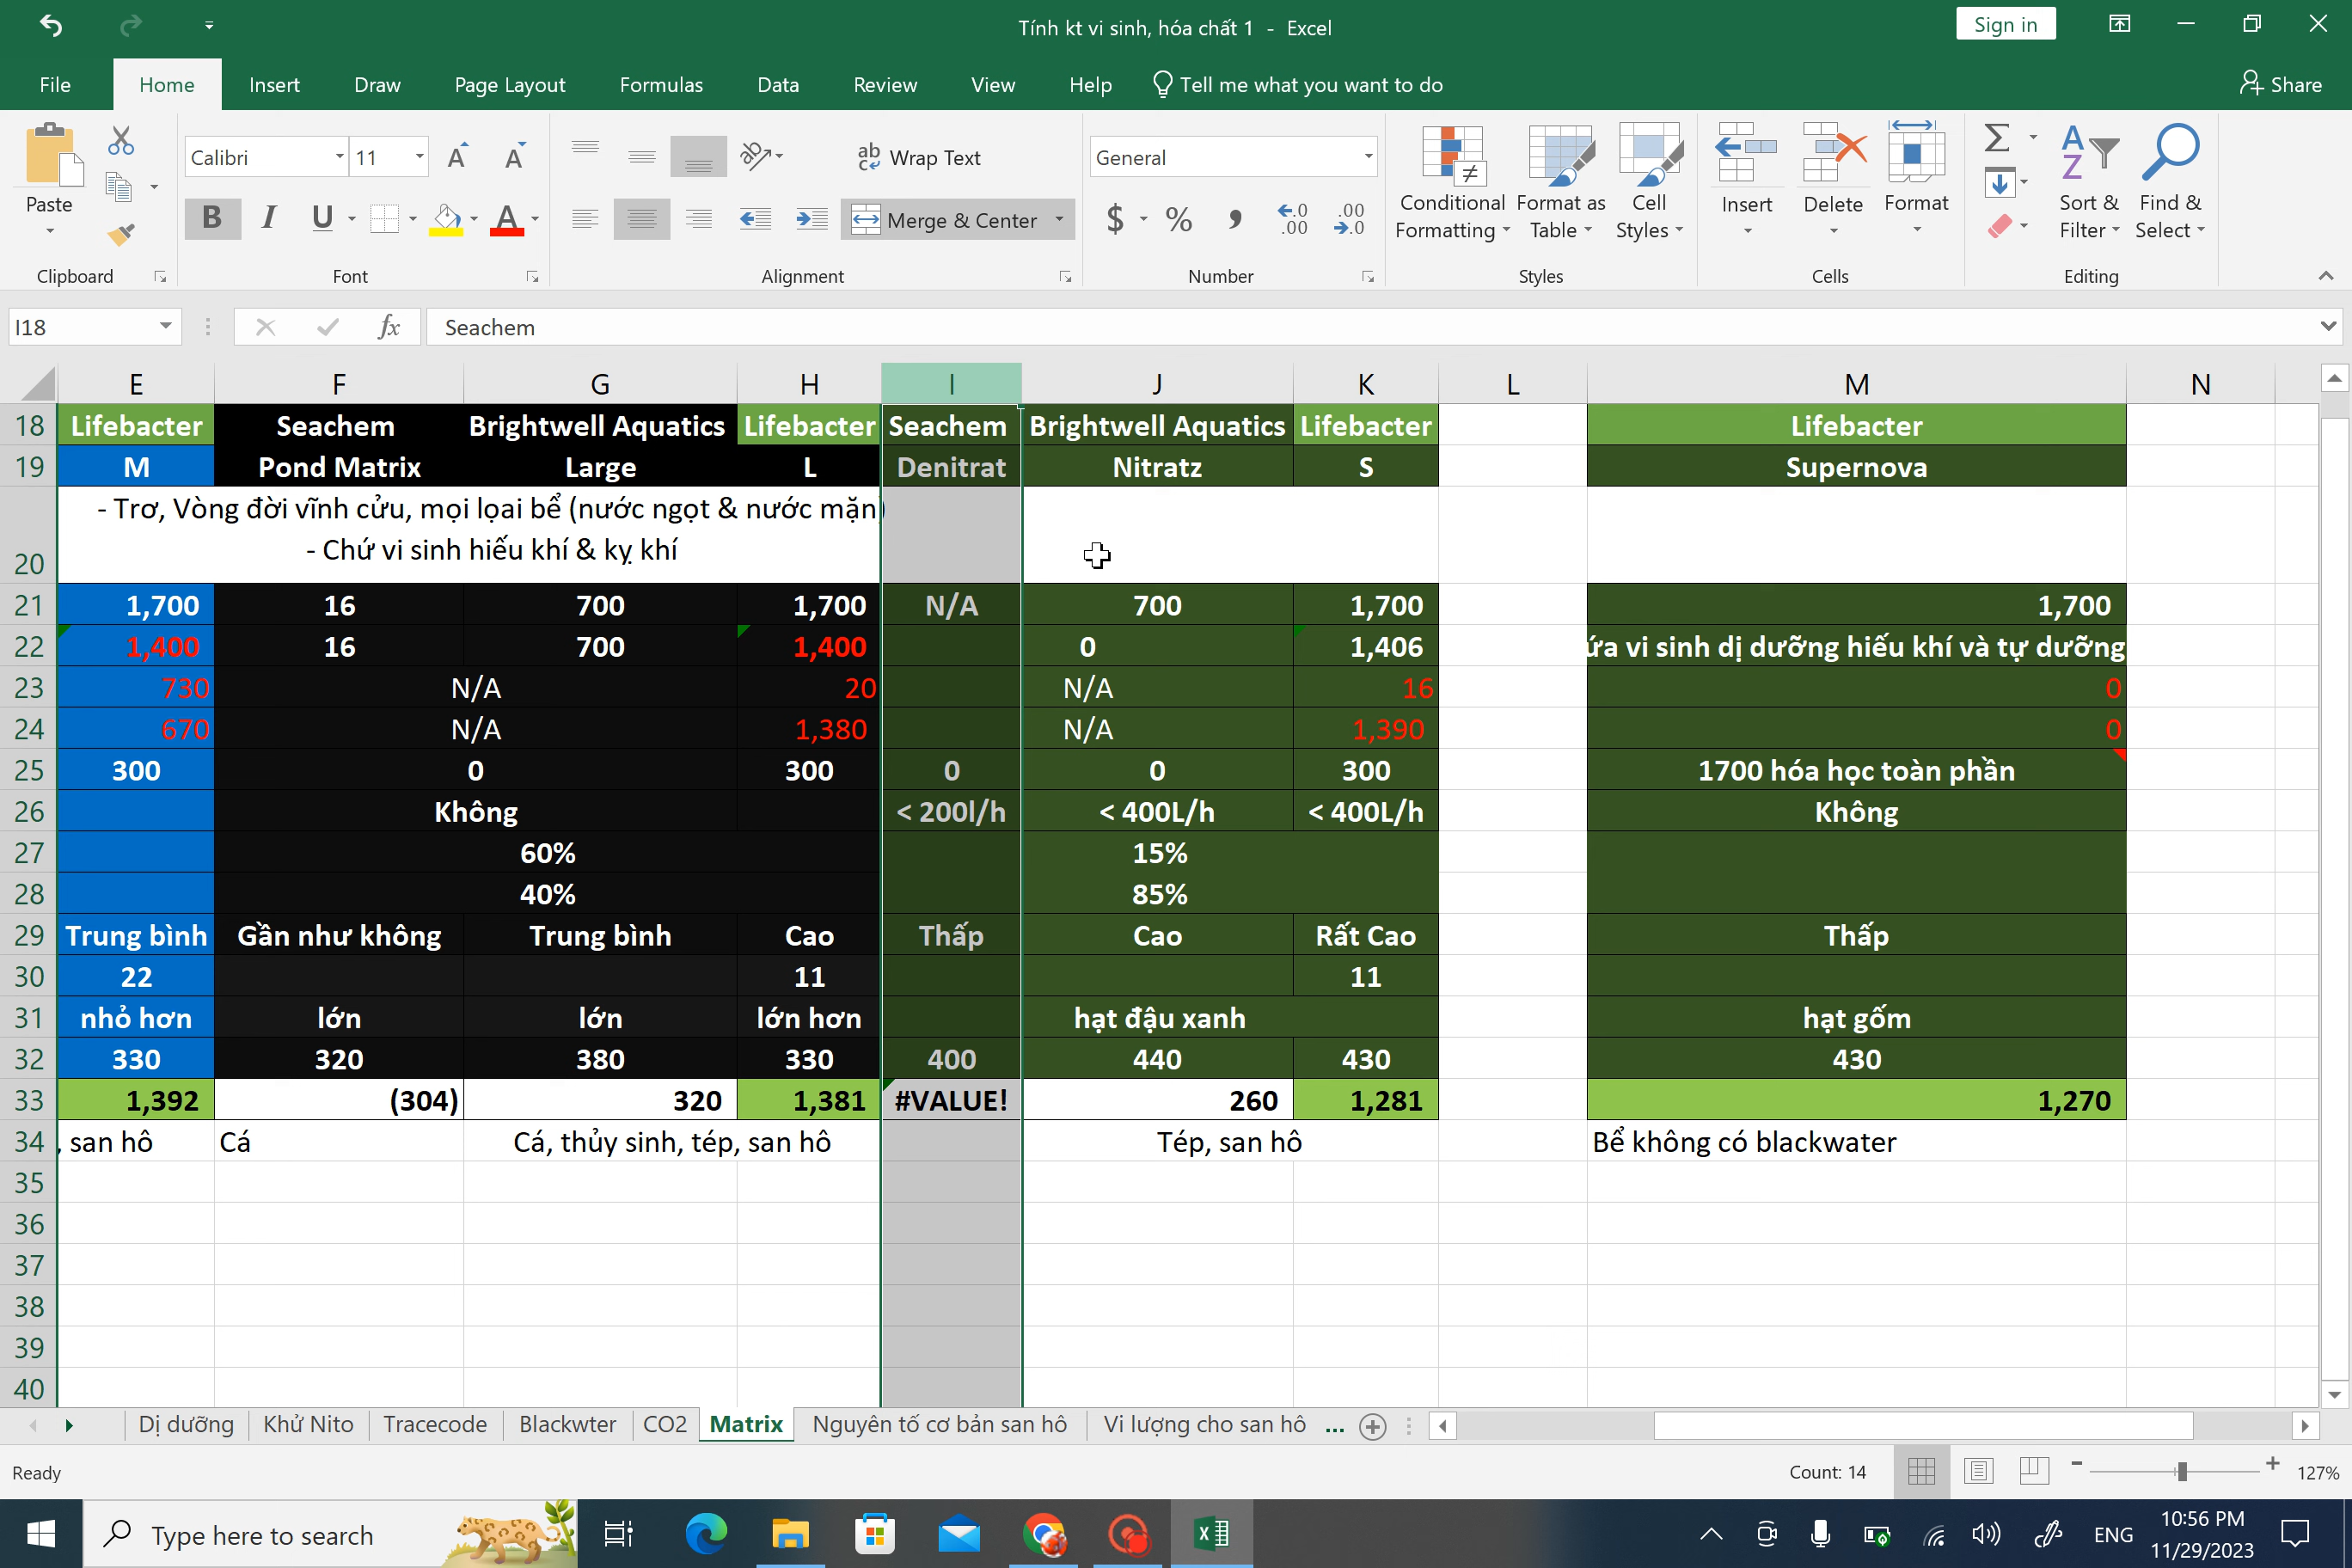 Tính kt vi sinh, hóa chất 1 - Excel
Sign in
File Home Insert Draw Page Layout Formulas Data Review View Help Tell me what you want to do Share
Paste
Calibri 11
Wrap Text
Merge & Center
General
Conditional Formatting
Format as Table
Cell Styles
Insert Delete Format
Sort & Filter
Find & Select
Clipboard Font Alignment Number Styles Cells Editing
I18 fx Seachem
E F G H I J K L M N
18 Lifebacter Seachem Brightwell Aquatics Lifebacter Seachem Brightwell Aquatics Lifebacter Lifebacter
19 M Pond Matrix Large L Denitrat Nitratz S Supernova
- Trơ, Vòng đời vĩnh cửu, mọi lọai bể (nước ngọt & nước mặn)
20 - Chứ vi sinh hiếu khí & kỵ khí
21 1,700 16 700 1,700 N/A 700 1,700 1,700
22 1,400 16 700 1,400 0 1,406 ứa vi sinh dị dưỡng hiếu khí và tự dưỡng
23 730 N/A 20 N/A 16 0
24 670 N/A 1,380 N/A 1,390 0
25 300 0 300 0 0 300 1700 hóa học toàn phần
26 Không < 200l/h < 400L/h < 400L/h Không
27 60% 15%
28 40% 85%
29 Trung bình Gần như không Trung bình Cao Thấp Cao Rất Cao Thấp
30 22 11 11
31 nhỏ hơn lớn lớn lớn hơn hạt đậu xanh hạt gốm
32 330 320 380 330 400 440 430 430
33 1,392 (304) 320 1,381 #VALUE! 260 1,281 1,270
34 , san hô Cá Cá, thủy sinh, tép, san hô Tép, san hô Bể không có blackwater
35
36
37
38
39
40
Dị dưỡng Khử Nito Tracecode Blackwter CO2 Matrix Nguyên tố cơ bản san hô Vi lượng cho san hô ...
Ready Count: 14 127%
Type here to search
ENG
10:56 PM
11/29/2023